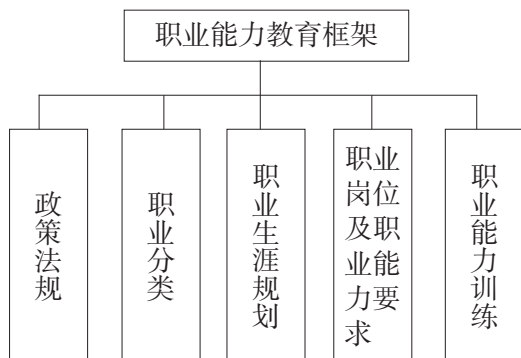 职业能力教育框架
政策法规
职业分类
职业生涯规划
职业岗位及职业能力要求
职业能力训练